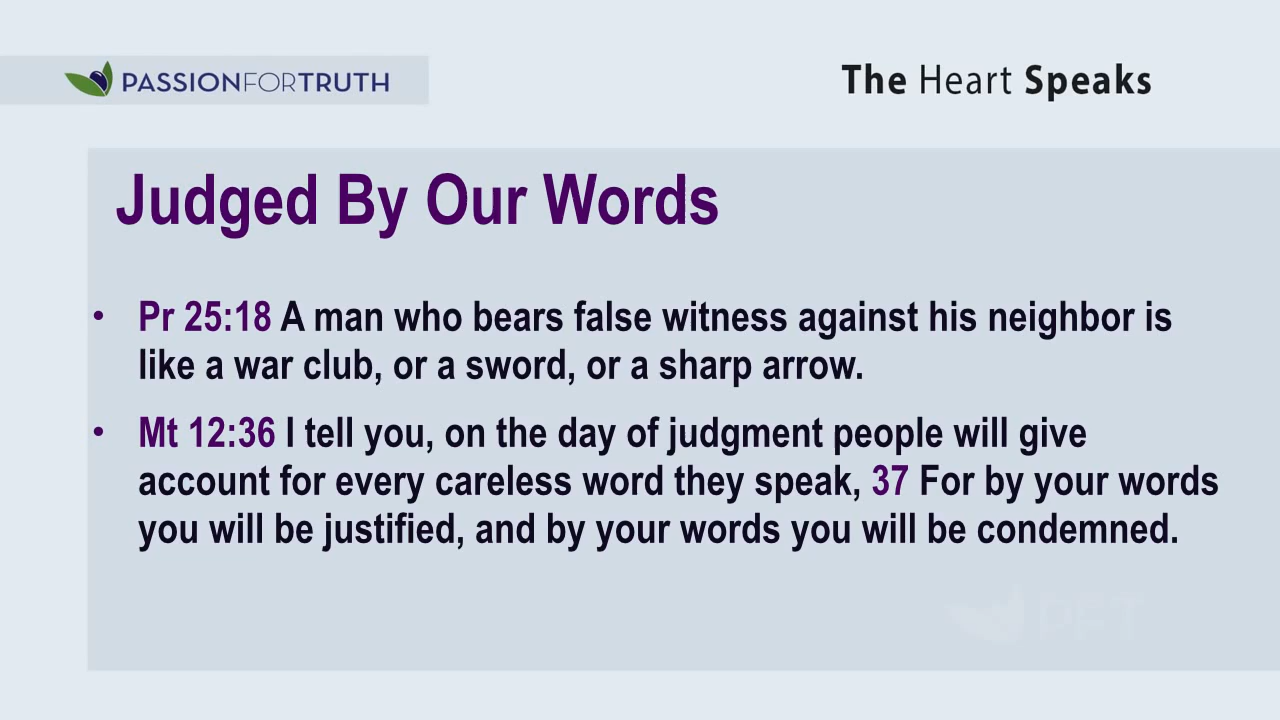 PASSIONFORTRUTH
The Heart Speaks
Judged By Our Words
• Pr 25:18 A man who bears false witness against his neighbor is
like a war club, or a sword, or a sharp arrow.
• Mt 12:36 I tell you, on the day of judgment people will give
account for every careless word they speak, 37 For by your words
you will be justified, and by your words you will be condemned.
PFT